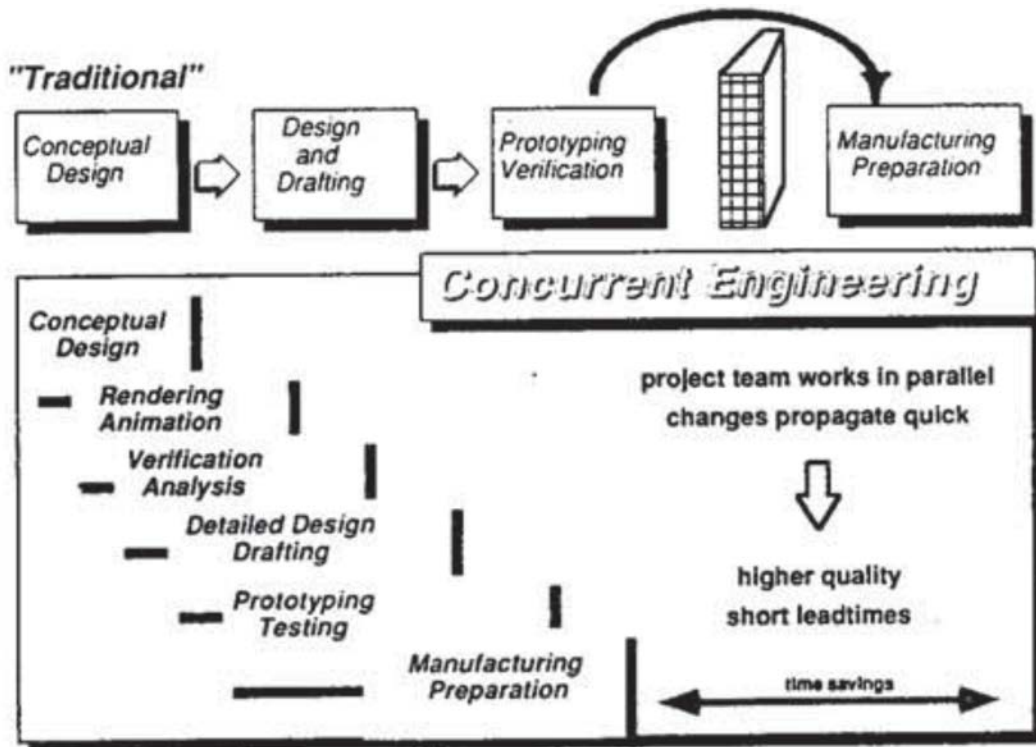 "Traditional"
Conceptual
Design
Design
and
Drafting
Prototyping
Verification
Manufacturing
Preparation
Concurrent Engineering
Conceptual
Design
Rendering
Animation
Verification
Analysis
Detailed Design
Drafting
Prototyping
Testing
Manufacturing
Preparation
project team works in parallel
changes propagate quick
higher quality
short leadtimes
time savings